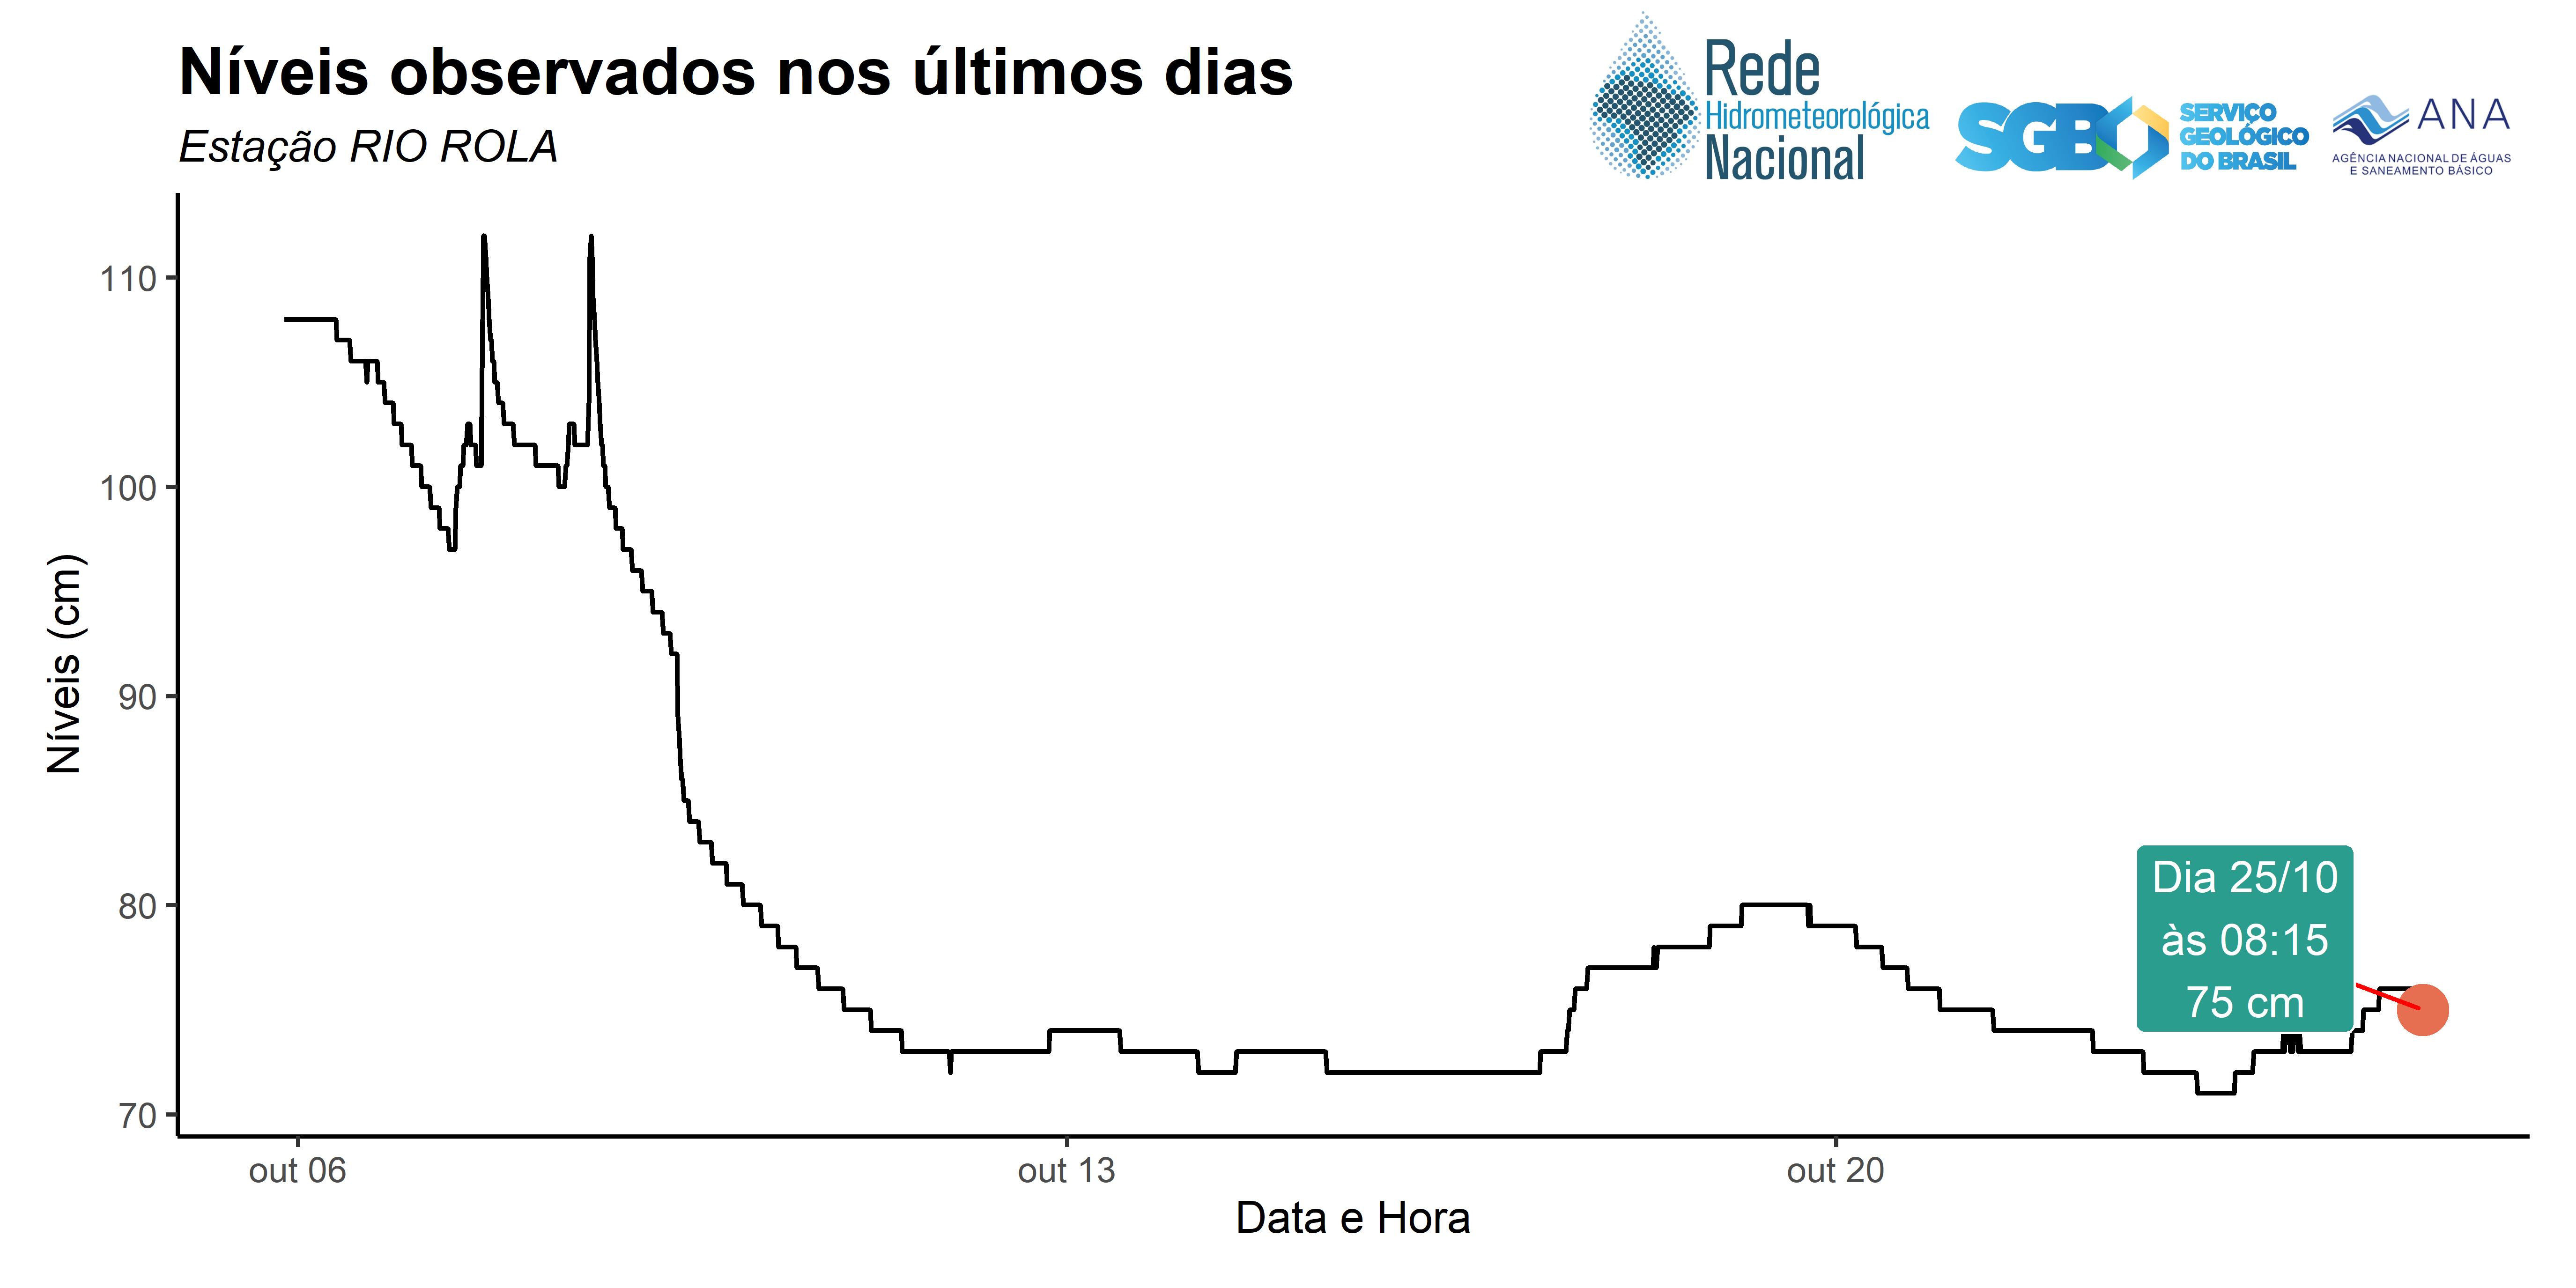 Níveis observados nos últimos dias
Estação RIO ROLA
Rede
Hidrometeorológica
Nacional
SGB
SERVIÇO
GEOLÓGICO
DO BRASIL
ANA
AGÊNCIA NACIONAL DE ÁGUAS
E SANEAMENTO BÁSICO
Níveis (cm)
110
100
90
80
70
Dia 25/10
às 08:15
75 cm
out 06
out 13
out 20
Data e Hora